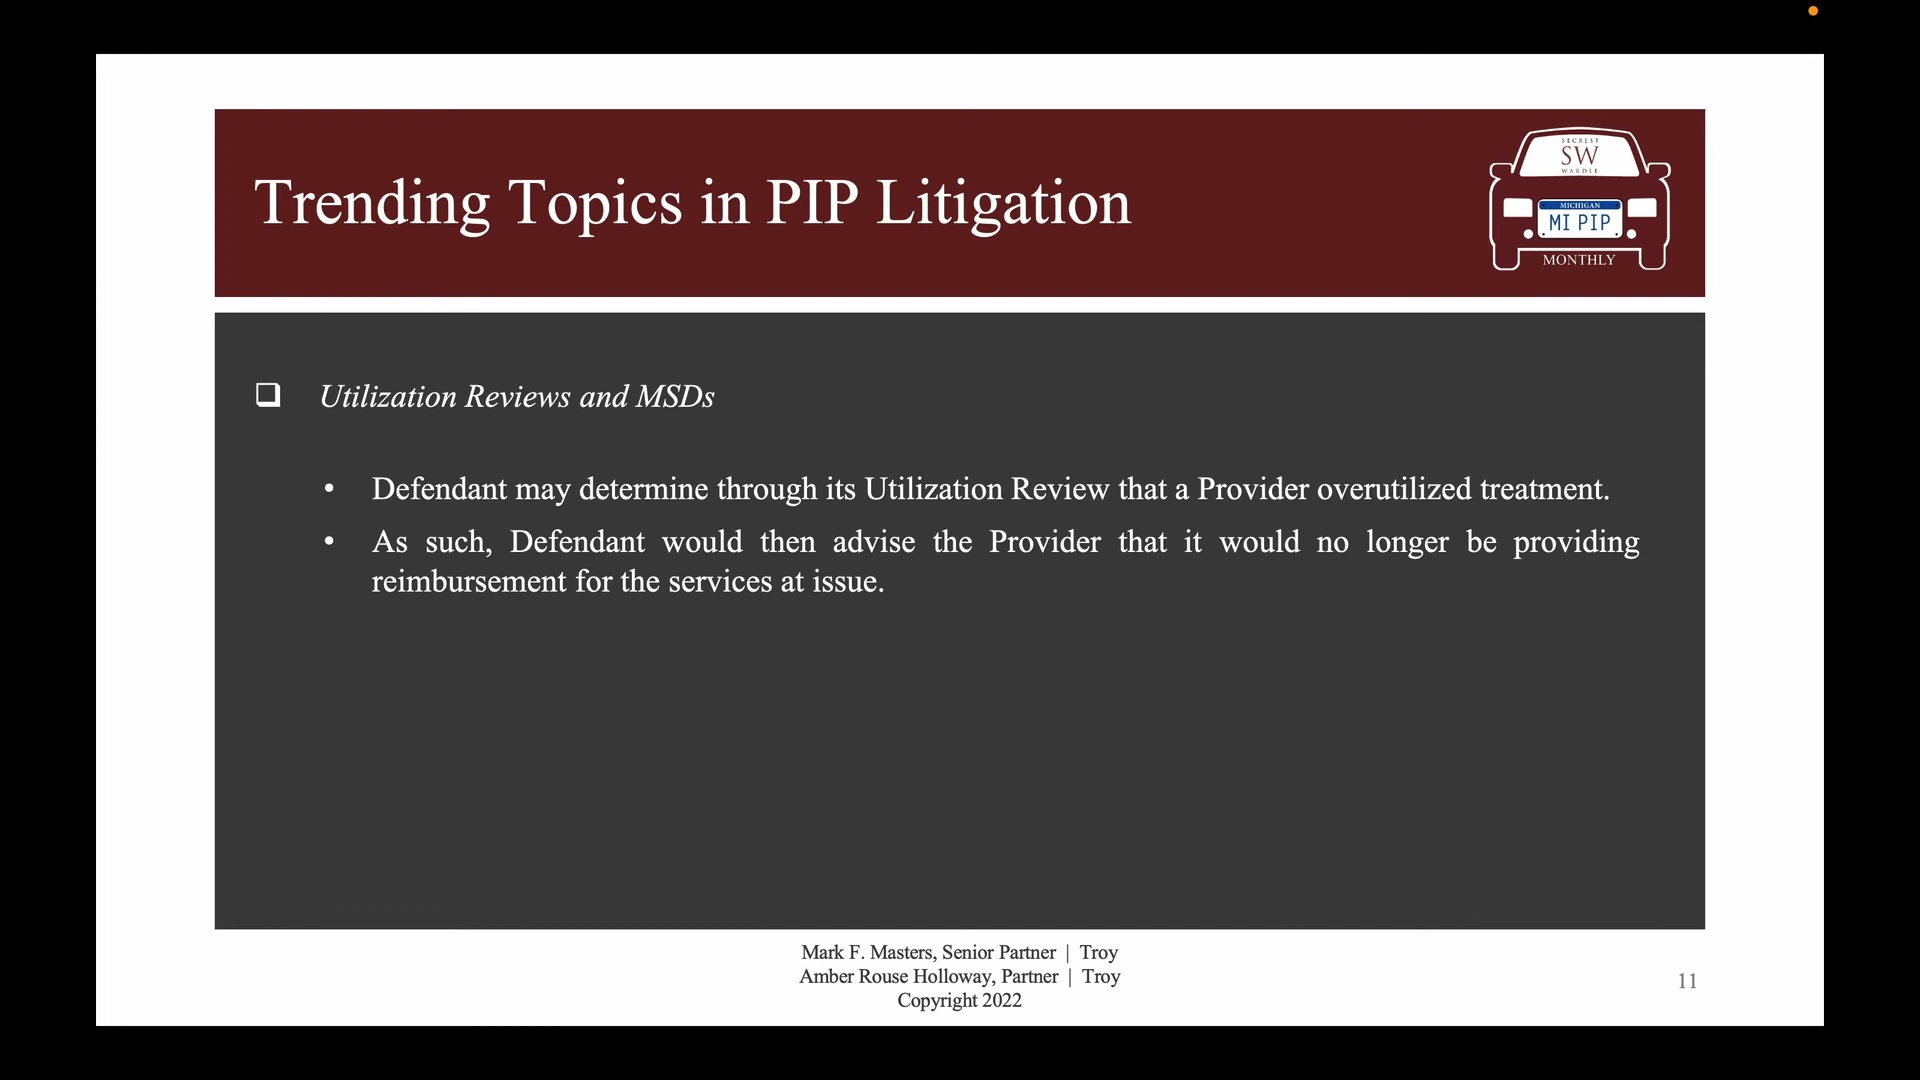 Trending Topics in PIP Litigation
SECREST
SW
WARDLE
MICHIGAN
MI PIP
MONTHLY
❑ Utilization Reviews and MSDs
• Defendant may determine through its Utilization Review that a Provider overutilized treatment.
• As such, Defendant would then advise the Provider that it would no longer be providing
reimbursement for the services at issue.
Mark F. Masters, Senior Partner | Troy
Amber Rouse Holloway, Partner | Troy
Copyright 2022
11